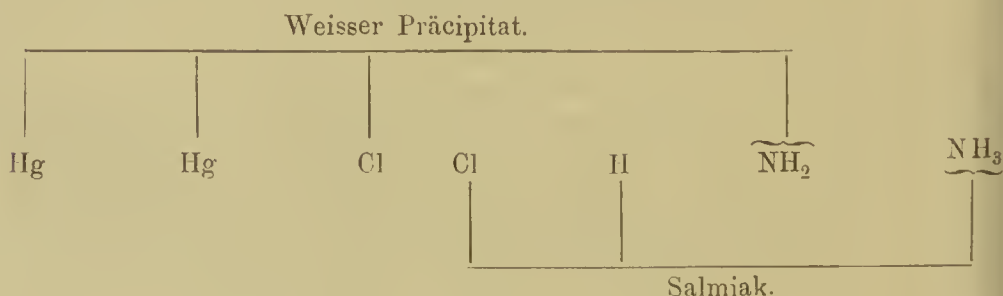 Weisser Präcipitat.
Hg Hg Cl Cl H NH₂ NH₃
Salmiak.